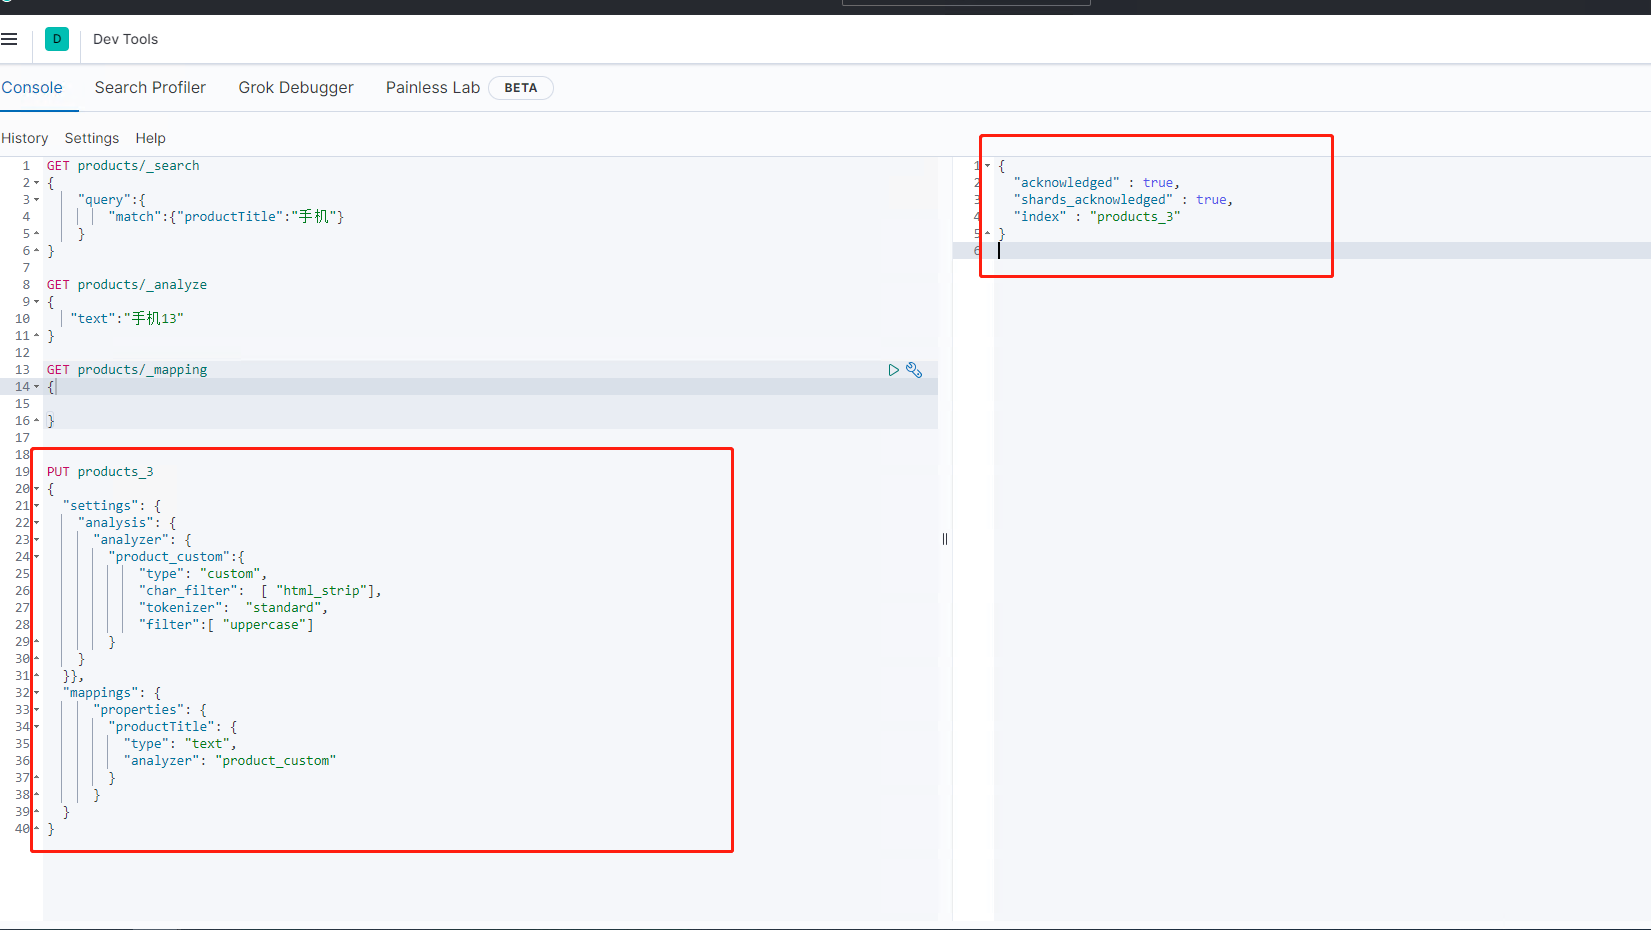 D Dev Tools
Console Search Profiler Grok Debugger Painless Lab BETA
History Settings Help
1 GET products/_search
2 {
3 "query":{
4 "match":{"productTitle":"手机"}
5 }
6 }
7
8 GET products/_analyze
9 {
10 "text":"手机13"
11 }
12
13 GET products/_mapping
14 {
15
16 }
17
18
19 PUT products_3
20 {
21 "settings": {
22 "analysis": {
23 "analyzer": {
24 "product_custom":{
25 "type": "custom",
26 "char_filter":  [ "html_strip"],
27 "tokenizer":  "standard",
28 "filter":[ "uppercase"]
29 }
30 }
31 }},
32 "mappings": {
33 "properties": {
34 "productTitle": {
35 "type": "text",
36 "analyzer": "product_custom"
37 }
38 }
39 }
40 }
1 {
2 "acknowledged" : true,
3 "shards_acknowledged" : true,
4 "index" : "products_3"
5 }
6